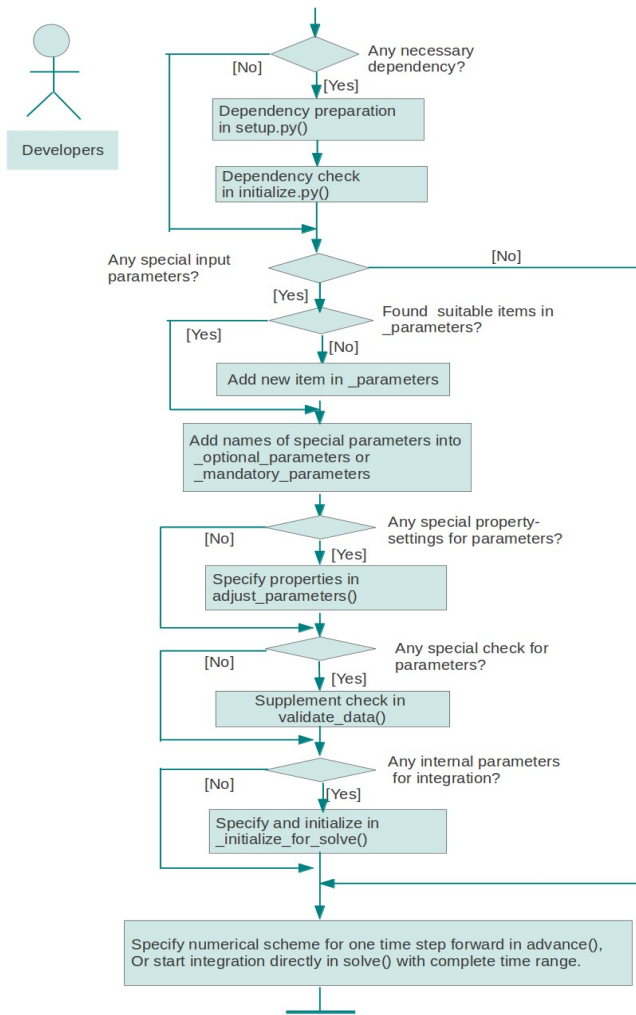 Any necessary
dependency?
[No]
[Yes]
Developers
Dependency preparation
in setup.py()
Dependency check
in initialize.py()
Any special input
parameters?
[No]
[Yes]
Found  suitable items in
_parameters?
[Yes]
[No]
Add new item in _parameters
Add names of special parameters into
_optional_parameters or
_mandatory_parameters
Any special property-
settings for parameters?
[No]
[Yes]
Specify properties in
adjust_parameters()
Any special check for
parameters?
[No]
[Yes]
Supplement check in
validate_data()
Any internal parameters
for integration?
[No]
[Yes]
Specify and initialize in
_initialize_for_solve()
Specify numerical scheme for one time step forward in advance(),
Or start integration directly in solve() with complete time range.